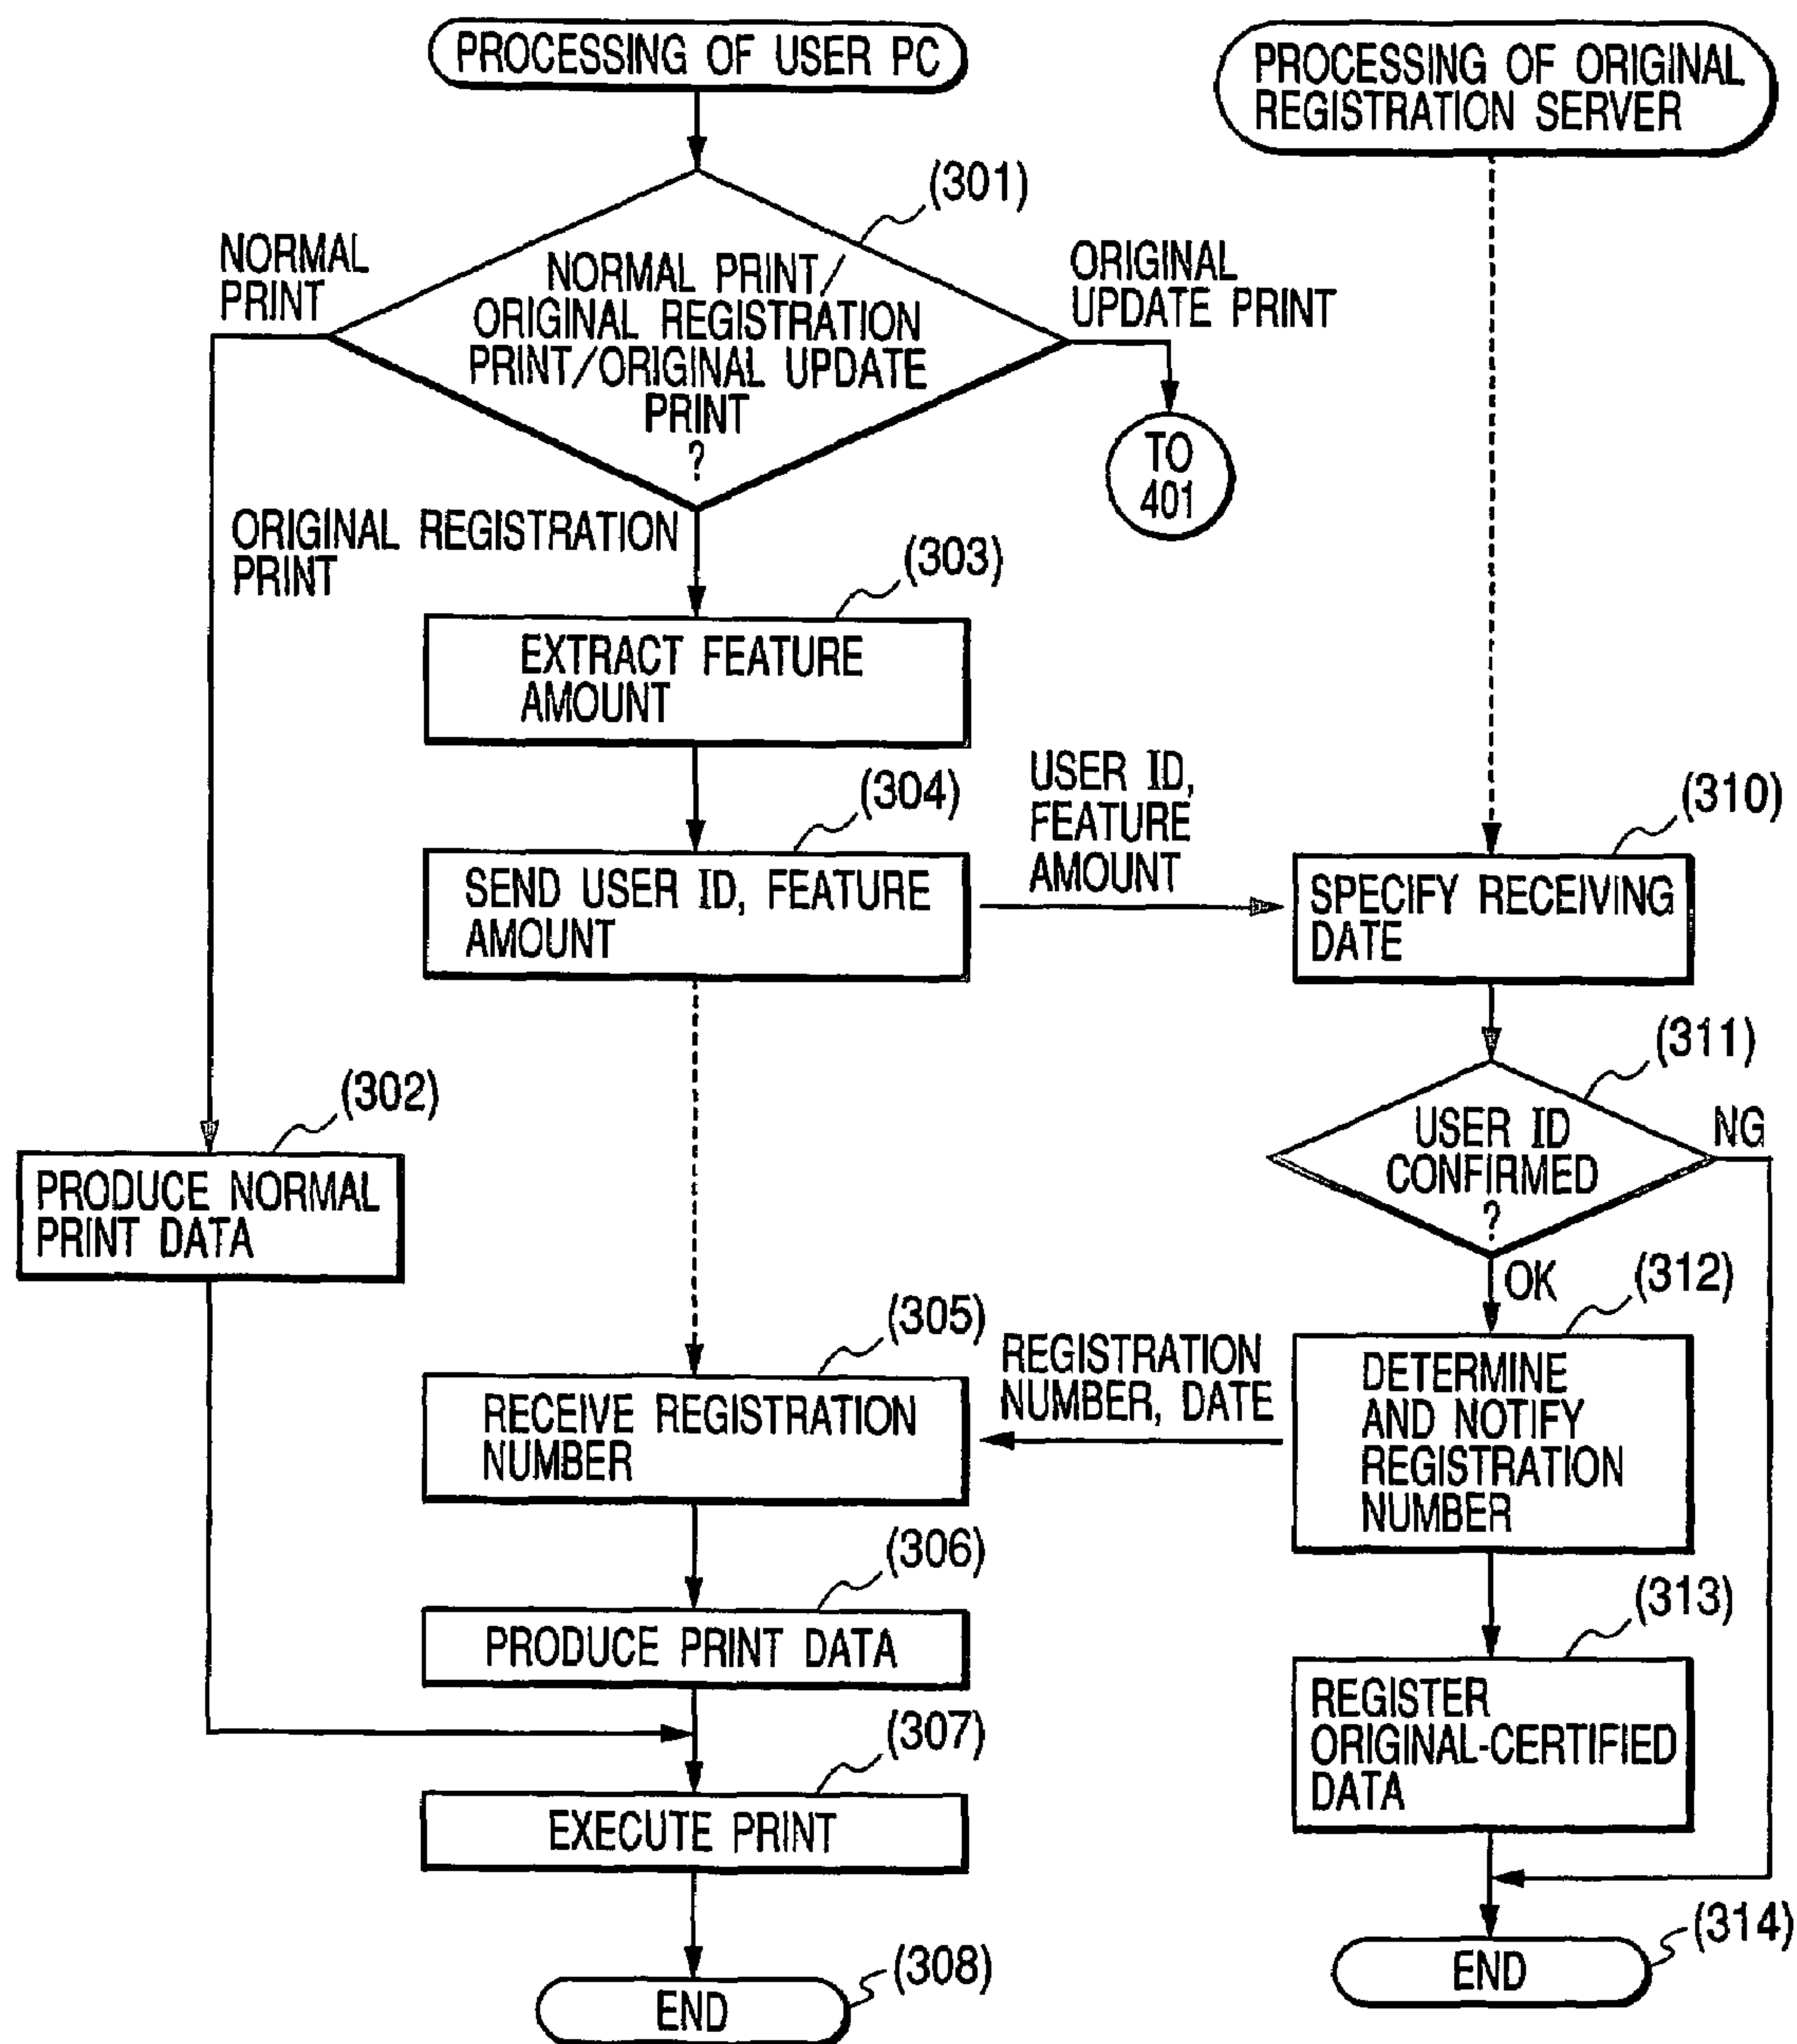 PROCESSING OF USER PC
PROCESSING OF ORIGINAL
REGISTRATION SERVER
(301)
NORMAL
PRINT
NORMAL PRINT/
ORIGINAL REGISTRATION
PRINT/ORIGINAL UPDATE
PRINT
?
ORIGINAL
UPDATE PRINT
TO
401
ORIGINAL REGISTRATION
PRINT
(303)
EXTRACT FEATURE
AMOUNT
(304)
SEND USER ID, FEATURE
AMOUNT
USER ID,
FEATURE
AMOUNT
(310)
SPECIFY RECEIVING
DATE
(311)
USER ID
CONFIRMED
?
NG
OK
(302)
PRODUCE NORMAL
PRINT DATA
(312)
DETERMINE
AND NOTIFY
REGISTRATION
NUMBER
REGISTRATION
NUMBER, DATE
(305)
RECEIVE REGISTRATION
NUMBER
(306)
PRODUCE PRINT DATA
(313)
REGISTER
ORIGINAL-CERTIFIED
DATA
(307)
EXECUTE PRINT
(308)
END
(314)
END